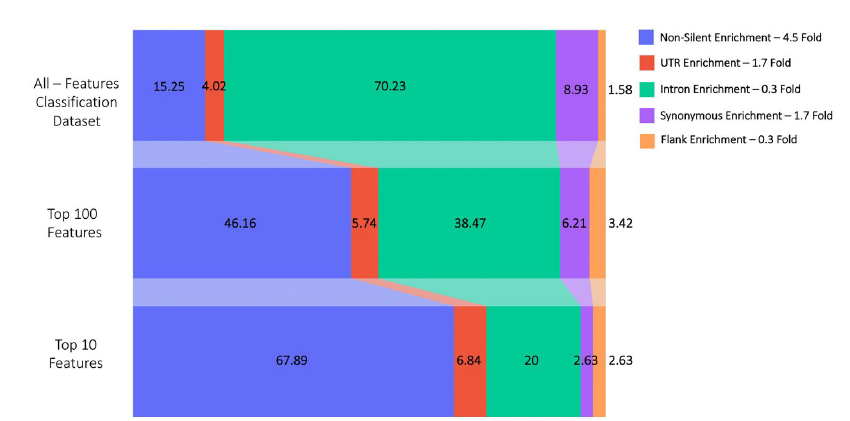 All – Features
Classification
Dataset
15.25
4.02
70.23
8.93
1.58
Top 100
Features
46.16
5.74
38.47
6.21
3.42
Top 10
Features
67.89
6.84
20
2.63
2.63
Non-Silent Enrichment – 4.5 Fold
UTR Enrichment – 1.7 Fold
Intron Enrichment – 0.3 Fold
Synonymous Enrichment – 1.7 Fold
Flank Enrichment – 0.3 Fold